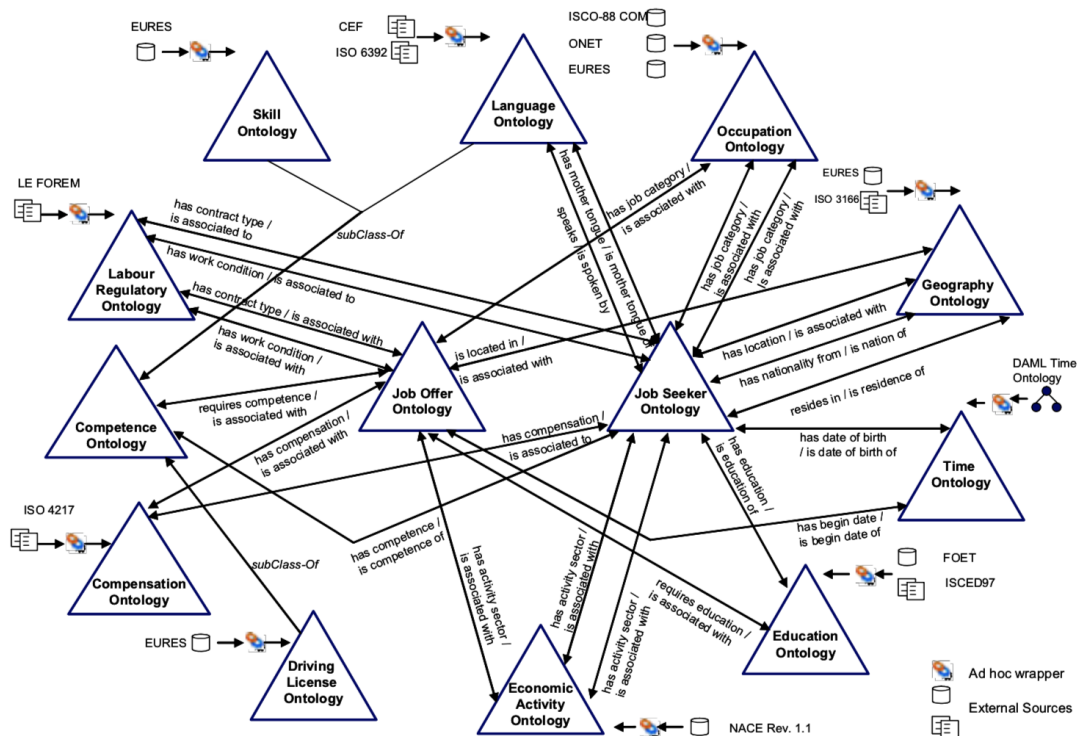 EURES
CEF
ISO 6392
ISCO-88 COM
ONET
EURES
Skill
Ontology
Language
Ontology
Occupation
Ontology
LE FOREM
EURES
ISO 3166
has contract type /
is associated to
subClass-Of
has job category /
is associated with
has mother tongue / is mother tongue of
speaks / is spoken by
has job category /
is associated with
has job category /
is associated with
Labour
Regulatory
Ontology
has work condition / is associated to
has contract type / is associated with
has work condition /
is associated with
Geography
Ontology
is located in /
is associated with
has location / is associated with
has nationality from / is nation of
resides in / is residence of
DAML Time
Ontology
Job Offer
Ontology
Job Seeker
Ontology
requires competence /
is associated with
Competence
Ontology
has compensation /
is associated with
has compensation /
is associated to
has education /
is education of
has date of birth
/ is date of birth of
Time
Ontology
ISO 4217
has competence /
is competence of
has begin date /
is begin date of
subClass-Of
Compensation
Ontology
has activity sector /
is associated with
has activity sector /
is associated with
has activity sector /
is associated with
requires education /
is associated with
FOET
ISCED97
EURES
Driving
License
Ontology
Economic
Activity
Ontology
Education
Ontology
Ad hoc wrapper
External Sources
NACE Rev. 1.1